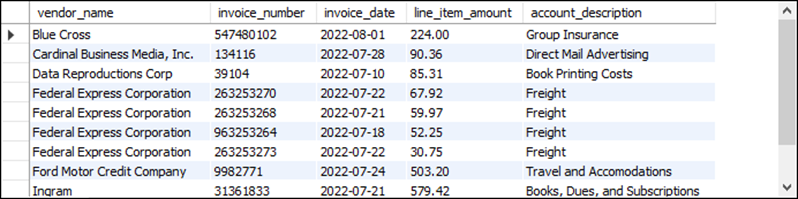 vendor_name invoice_number invoice_date line_item_amount account_description
Blue Cross 547480102 2022-08-01 224.00 Group Insurance
Cardinal Business Media, Inc. 134116 2022-07-28 90.36 Direct Mail Advertising
Data Reproductions Corp 39104 2022-07-10 85.31 Book Printing Costs
Federal Express Corporation 263253270 2022-07-22 67.92 Freight
Federal Express Corporation 263253268 2022-07-21 59.97 Freight
Federal Express Corporation 963253264 2022-07-18 52.25 Freight
Federal Express Corporation 263253273 2022-07-22 30.75 Freight
Ford Motor Credit Company 9982771 2022-07-24 503.20 Travel and Accomodations
Ingram 31361833 2022-07-21 579.42 Books, Dues, and Subscriptions